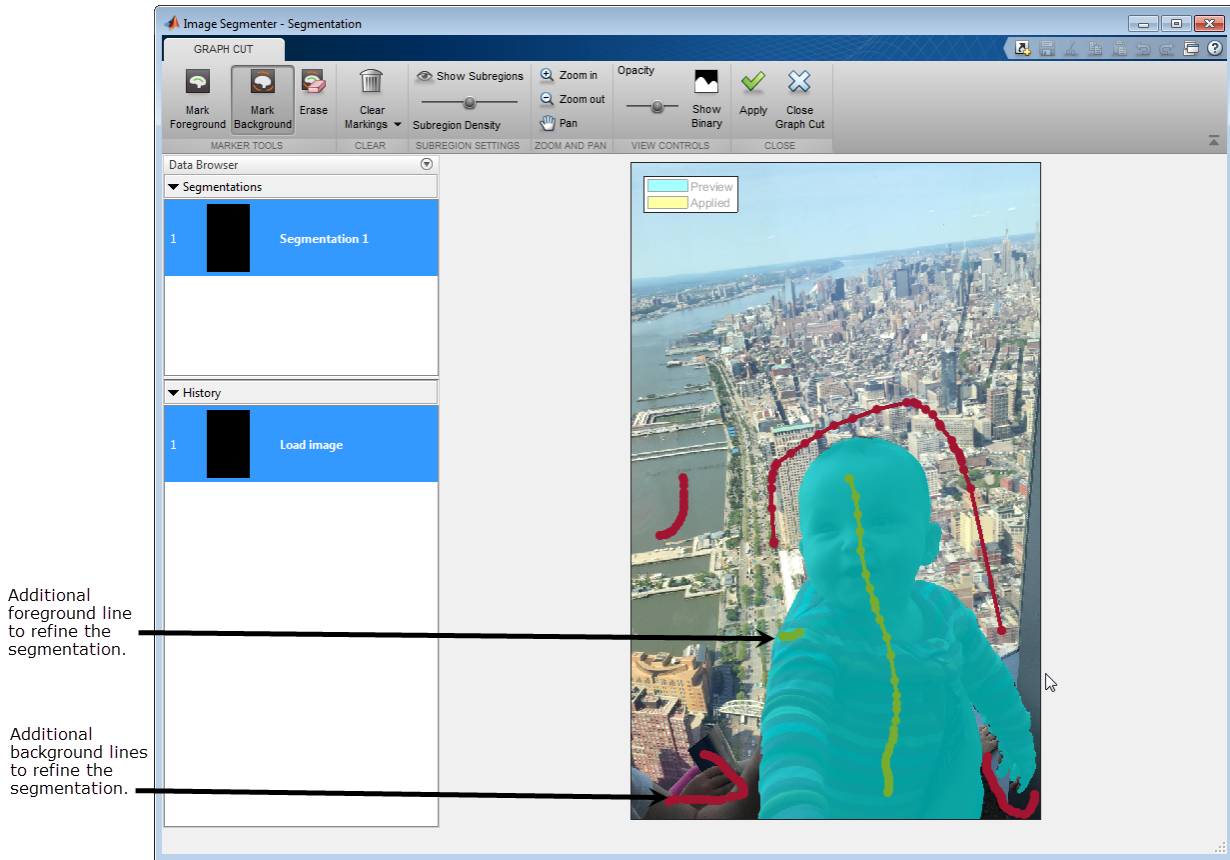 Image Segmenter - Segmentation
GRAPH CUT
Mark
Foreground
Mark
Background
Erase
Clear
Markings
Show Subregions
Subregion Density
Zoom in
Zoom out
Pan
Opacity
Show
Binary
Apply
Close
Graph Cut
MARKER TOOLS
CLEAR
SUBREGION SETTINGS
ZOOM AND PAN
VIEW CONTROLS
CLOSE
Data Browser
Segmentations
1
Segmentation 1
History
1
Load image
Preview
Applied
Additional
foreground line
to refine the
segmentation.
Additional
background lines
to refine the
segmentation.